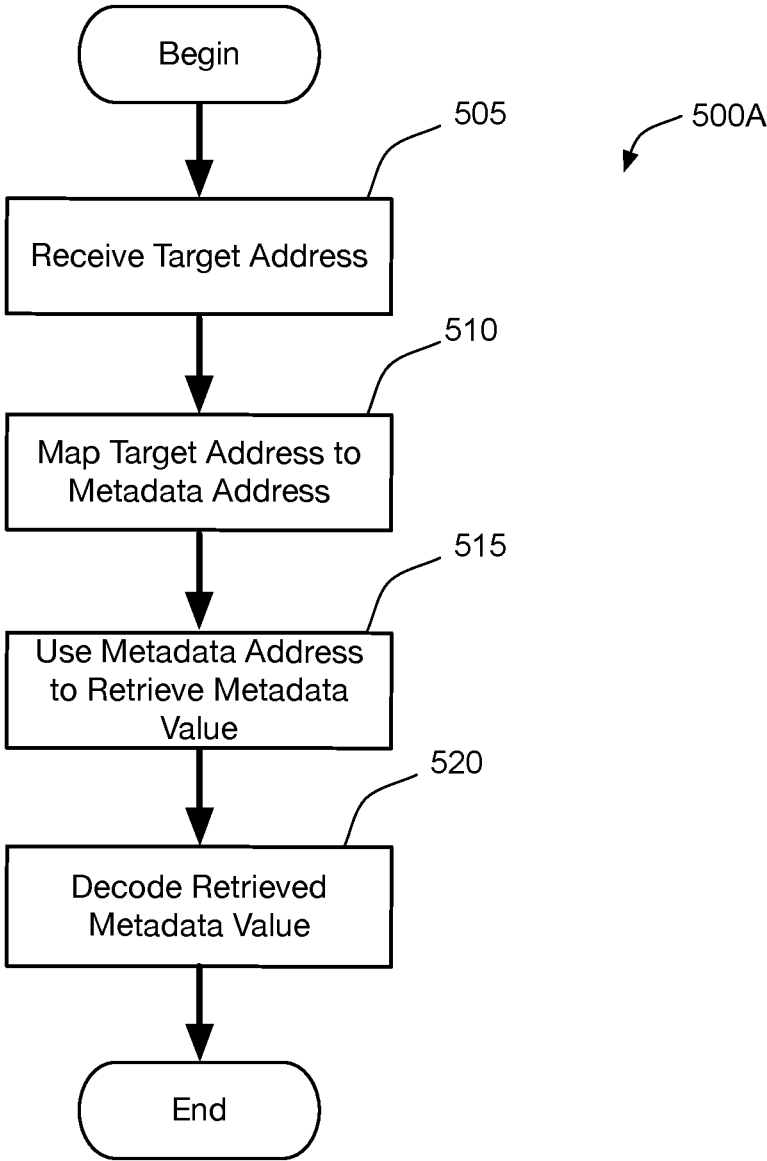 Begin
505
500A
Receive Target Address
510
Map Target Address to
Metadata Address
515
Use Metadata Address
to Retrieve Metadata
Value
520
Decode Retrieved
Metadata Value
End